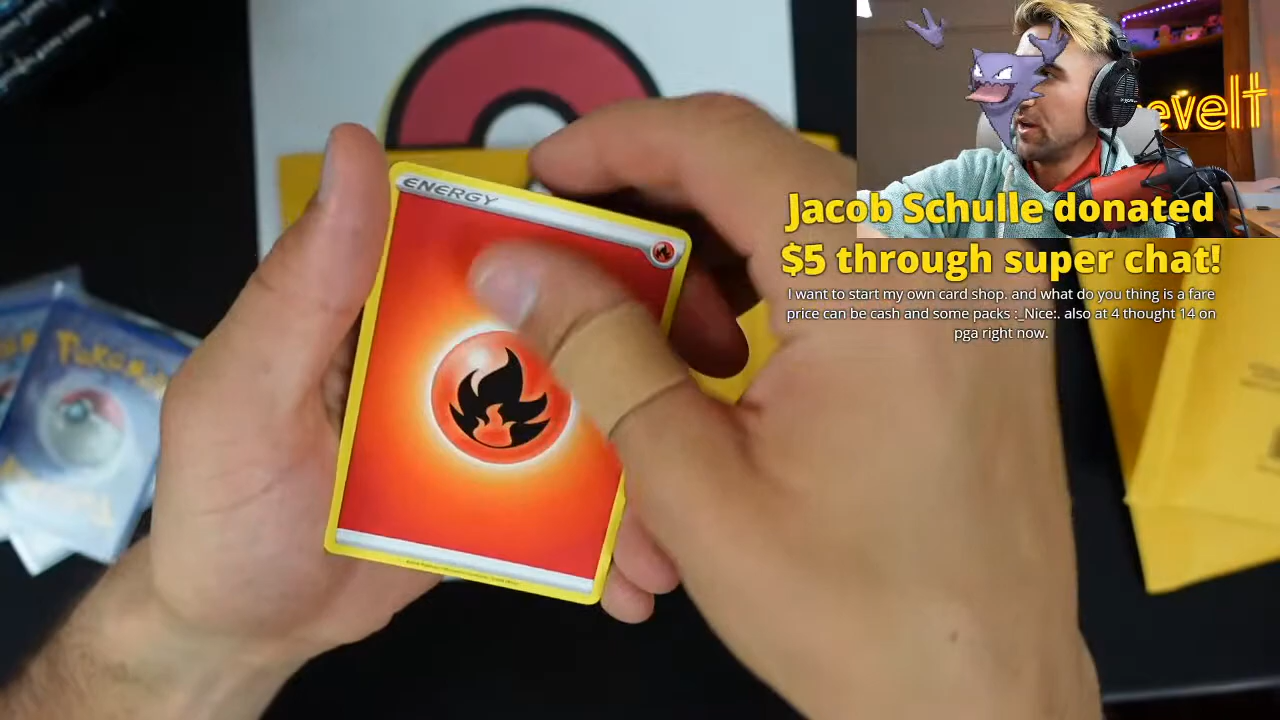 ENERGY
evelt
Jacob Schulle donated
$5 through super chat!
I want to start my own card shop. and what do you thing is a fare
price can be cash and some packs :_Nice:. also at 4 thought 14 on
pga right now.
POKéMON